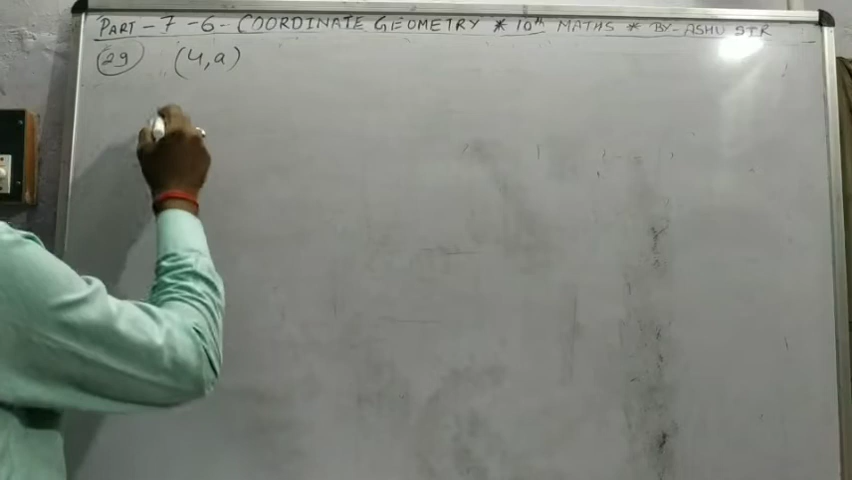 PART - 7 - 6 - COORDINATE GEOMETRY * 10th MATHS * BY - ASHU SIR
29 (4,a)